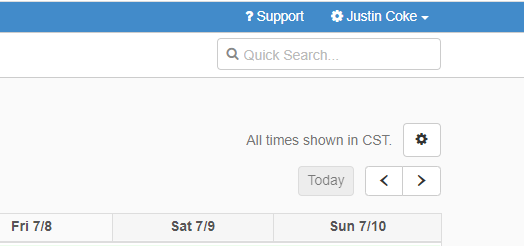 ? Support Justin Coke
Quick Search...
All times shown in CST.
Today
Fri 7/8 Sat 7/9 Sun 7/10